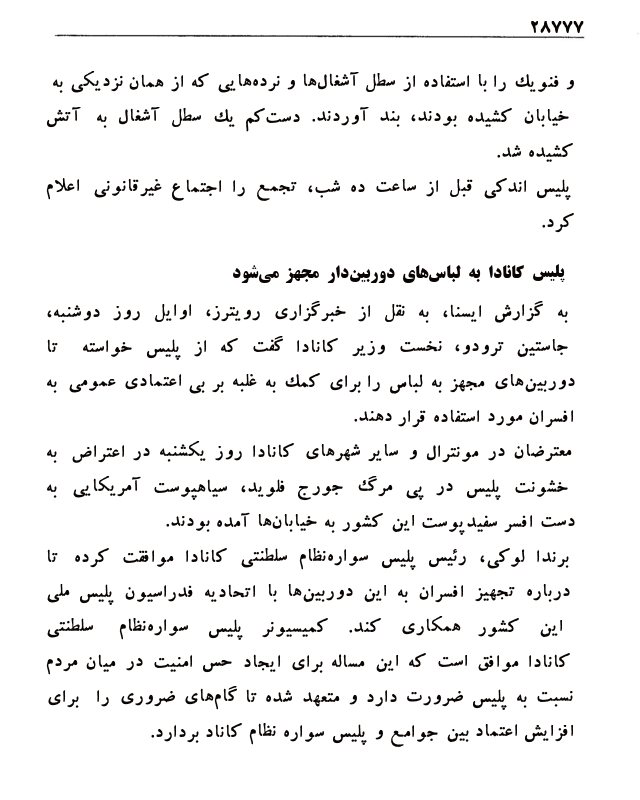 ۲۸۷۷۷
و فنویك را با استفاده از سطل آشغال‌ها و نرده‌هایی که از همان نزدیکی به
خیابان کشیده بودند، بند آوردند. دست‌کم یك سطل آشغال به آتش
کشیده شد.
پلیس اندکی قبل از ساعت ده شب، تجمع را اجتماع غیرقانونی اعلام
کرد.
پلیس کانادا به لباس‌های دوربین‌دار مجهز می‌شود
به گزارش ایسنا، به نقل از خبرگزاری رویترز، اوایل روز دوشنبه،
جاستین ترودو، نخست وزیر کانادا گفت که از پلیس خواسته تا
دوربین‌های مجهز به لباس را برای کمك به غلبه بر بی اعتمادی عمومی به
افسران مورد استفاده قرار دهند.
معترضان در مونترال و سایر شهرهای کانادا روز یکشنبه در اعتراض به
خشونت پلیس در پی مرگ جورج فلوید، سیاهپوست آمریکایی به
دست افسر سفیدپوست این کشور به خیابان‌ها آمده بودند.
برندا لوکی، رئیس پلیس سواره‌نظام سلطنتی کانادا موافقت کرده تا
درباره تجهیز افسران به این دوربین‌ها با اتحادیه فدراسیون پلیس ملی
این کشور همکاری کند. کمیسیونر پلیس سواره‌نظام سلطنتی
کانادا موافق است که این مساله برای ایجاد حس امنیت در میان مردم
نسبت به پلیس ضرورت دارد و متعهد شده تا گام‌های ضروری را برای
افزایش اعتماد بین جوامع و پلیس سواره نظام کاناد بردارد.